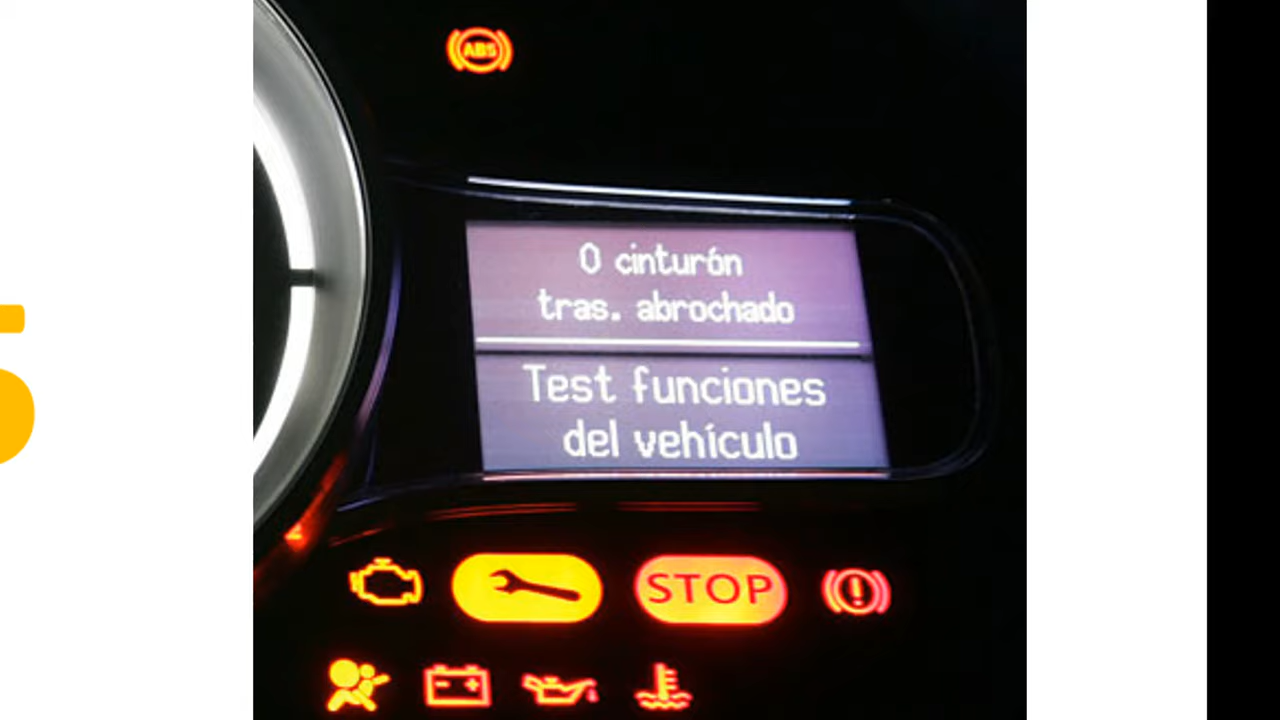 ABS
0 cinturón
tras. abrochado
Test funciones
del vehículo
STOP